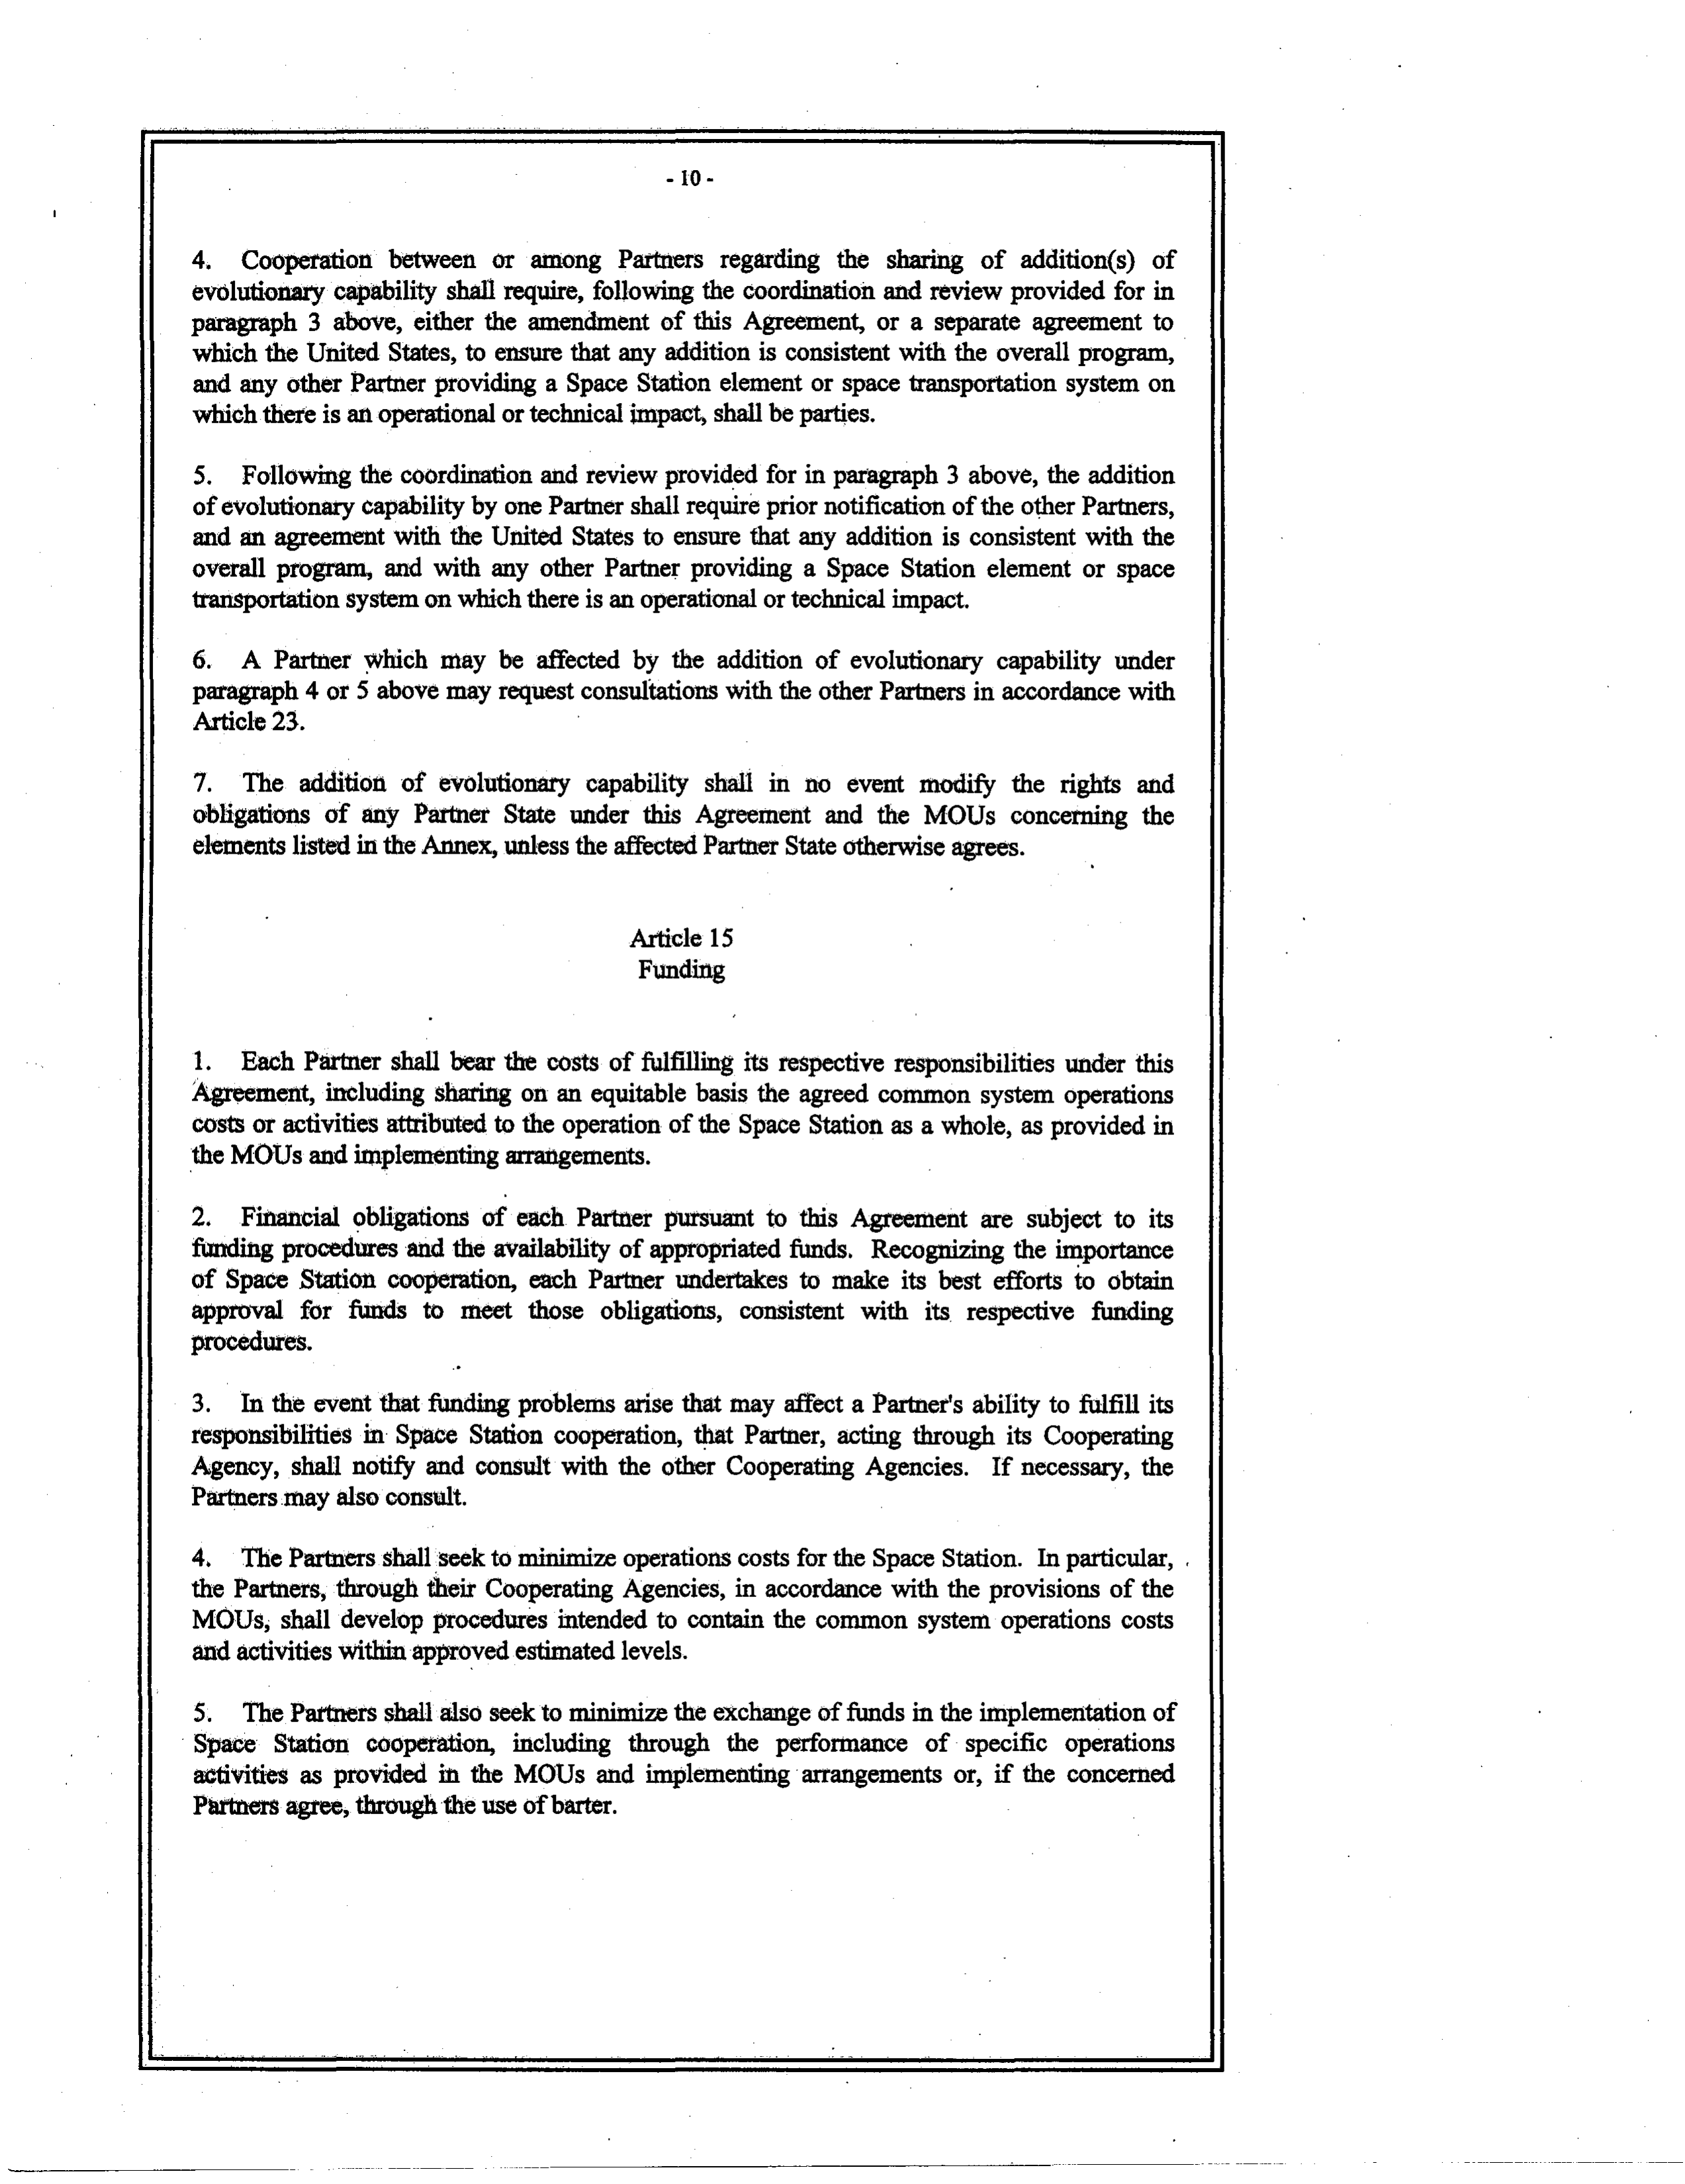 - 10 -
4. Cooperation between or among Partners regarding the sharing of addition(s) of
evolutionary capability shall require, following the coordination and review provided for in
paragraph 3 above, either the amendment of this Agreement, or a separate agreement to
which the United States, to ensure that any addition is consistent with the overall program,
and any other Partner providing a Space Station element or space transportation system on
which there is an operational or technical impact, shall be parties.
5. Following the coordination and review provided for in paragraph 3 above, the addition
of evolutionary capability by one Partner shall require prior notification of the other Partners,
and an agreement with the United States to ensure that any addition is consistent with the
overall program, and with any other Partner providing a Space Station element or space
transportation system on which there is an operational or technical impact.
6. A Partner which may be affected by the addition of evolutionary capability under
paragraph 4 or 5 above may request consultations with the other Partners in accordance with
Article 23.
7. The addition of evolutionary capability shall in no event modify the rights and
obligations of any Partner State under this Agreement and the MOUs concerning the
elements listed in the Annex, unless the affected Partner State otherwise agrees.
Article 15
Funding
1. Each Partner shall bear the costs of fulfilling its respective responsibilities under this
Agreement, including sharing on an equitable basis the agreed common system operations
costs or activities attributed to the operation of the Space Station as a whole, as provided in
the MOUs and implementing arrangements.
2. Financial obligations of each Partner pursuant to this Agreement are subject to its
funding procedures and the availability of appropriated funds. Recognizing the importance
of Space Station cooperation, each Partner undertakes to make its best efforts to obtain
approval for funds to meet those obligations, consistent with its respective funding
procedures.
3. In the event that funding problems arise that may affect a Partner's ability to fulfill its
responsibilities in Space Station cooperation, that Partner, acting through its Cooperating
Agency, shall notify and consult with the other Cooperating Agencies. If necessary, the
Partners may also consult.
4. The Partners shall seek to minimize operations costs for the Space Station. In particular,
the Partners, through their Cooperating Agencies, in accordance with the provisions of the
MOUs, shall develop procedures intended to contain the common system operations costs
and activities within approved estimated levels.
5. The Partners shall also seek to minimize the exchange of funds in the implementation of
Space Station cooperation, including through the performance of specific operations
activities as provided in the MOUs and implementing arrangements or, if the concerned
Partners agree, through the use of barter.